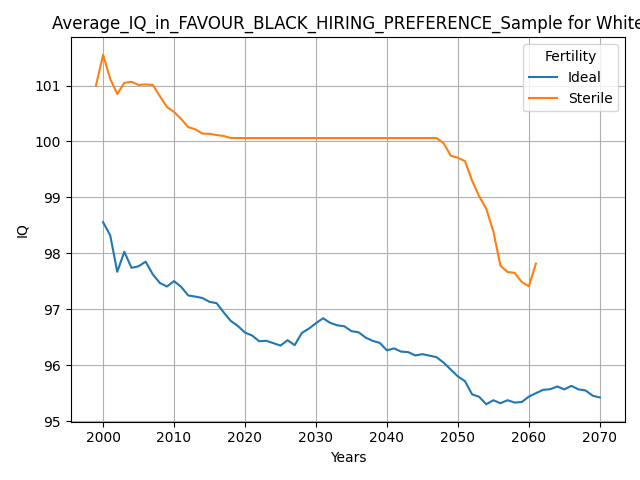 Average_IQ_in_FAVOUR_BLACK_HIRING_PREFERENCE_Sample for White
Fertility
Ideal
Sterile
101
100
99
98
97
96
95
IQ
2000 2010 2020 2030 2040 2050 2060 2070
Years